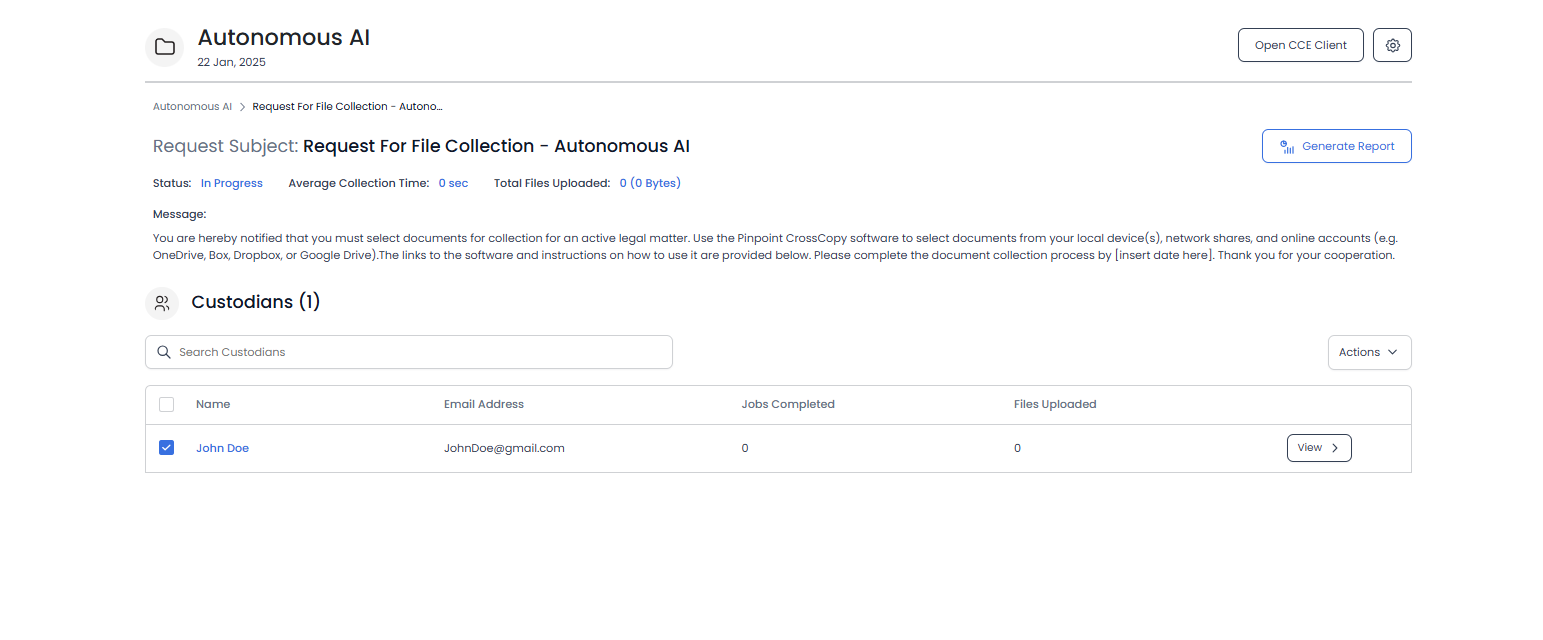 Autonomous AI
22 Jan, 2025
Open CCE Client
Autonomous AI > Request For File Collection - Autono...
Request Subject: Request For File Collection - Autonomous AI
Generate Report
Status: In Progress Average Collection Time: 0 sec Total Files Uploaded: 0 (0 Bytes)
Message:
You are hereby notified that you must select documents for collection for an active legal matter. Use the Pinpoint CrossCopy software to select documents from your local device(s), network shares, and online accounts (e.g.
OneDrive, Box, Dropbox, or Google Drive).The links to the software and instructions on how to use it are provided below. Please complete the document collection process by [insert date here]. Thank you for your cooperation.
Custodians (1)
Search Custodians
Actions
Name Email Address Jobs Completed Files Uploaded
John Doe JohnDoe@gmail.com 0 0 View